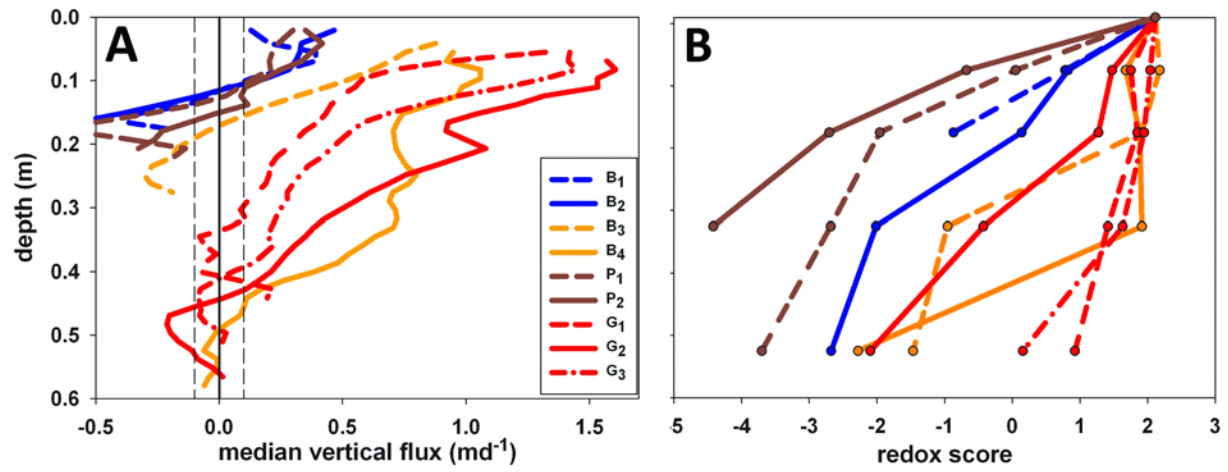 A
B
depth (m)
0.0
0.1
0.2
0.3
0.4
0.5
0.6
-0.5 0.0 0.5 1.0 1.5
median vertical flux (md⁻¹)
B₁
B₂
B₃
B₄
P₁
P₂
G₁
G₂
G₃
-5 -4 -3 -2 -1 0 1 2 3
redox score